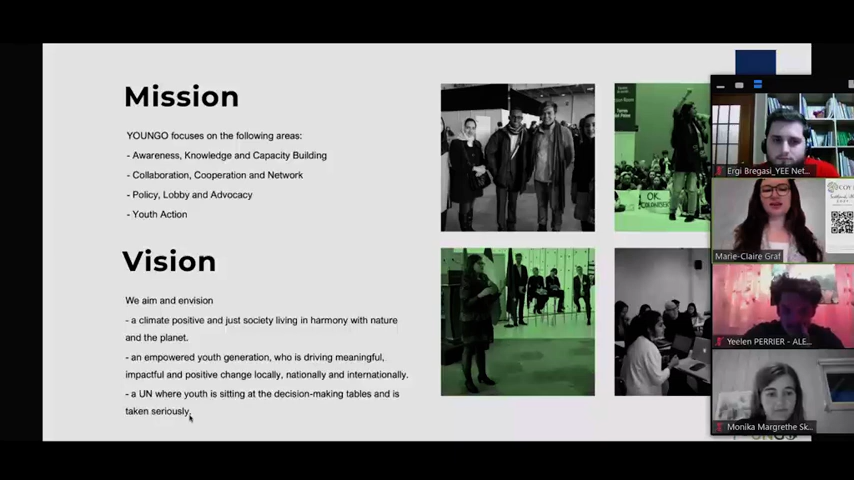 Mission
YOUNGO focuses on the following areas:
- Awareness, Knowledge and Capacity Building
- Collaboration, Cooperation and Network
- Policy, Lobby and Advocacy
- Youth Action
Vision
We aim and envision
- a climate positive and just society living in harmony with nature
and the planet.
- an empowered youth generation, who is driving meaningful,
impactful and positive change locally, nationally and internationally.
- a UN where youth is sitting at the decision-making tables and is
taken seriously.
OK.
Ergi Bregasi_YEE Net...
Marie-Claire Graf
Yeelen PERRIER - ALE...
Monika Margrethe Sk...